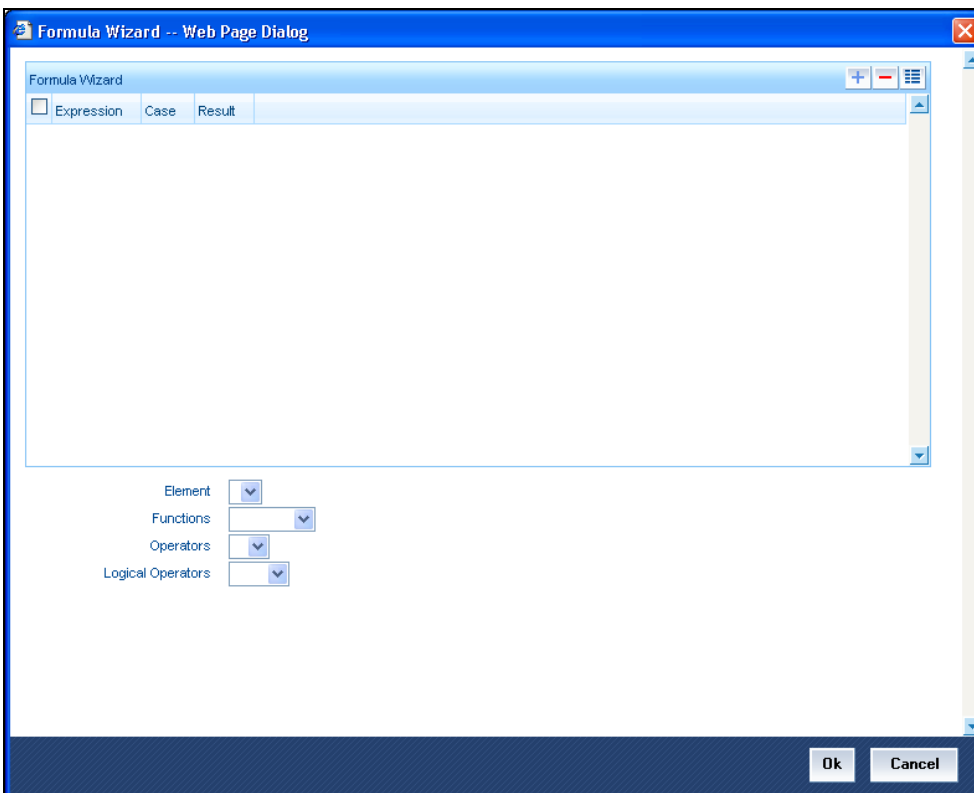 Formula Wizard -- Web Page Dialog
Formula Wizard
Expression Case Result
Element
Functions
Operators
Logical Operators
Ok Cancel